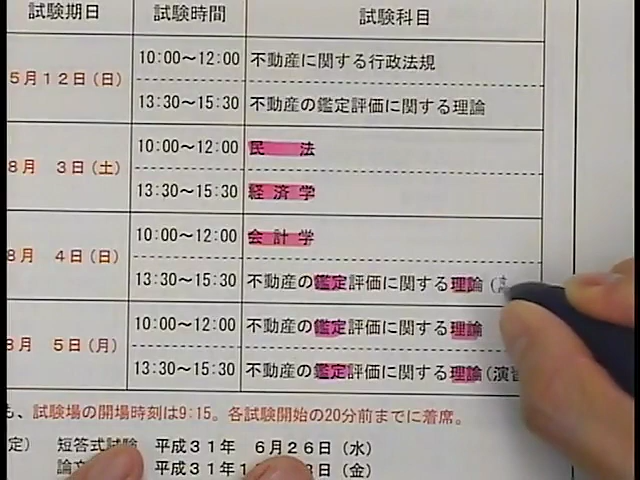 試験期日 試験時間 試験科目
10:00～12:00 不動産に関する行政法規
5月12日(日)
13:30～15:30 不動産の鑑定評価に関する理論
10:00～12:00 民 法
8月 3日(土)
13:30～15:30 経済学
10:00～12:00 会計学
8月 4日(日)
13:30～15:30 不動産の鑑定評価に関する理論(
10:00～12:00 不動産の鑑定評価に関する理論
8月 5日(月)
13:30～15:30 不動産の鑑定評価に関する理論(演習
も、試験場の開場時刻は9:15。各試験開始の20分前までに着席。
定) 短答式試験 平成31年 6月26日(水)
論文 平成31年1 日(金)